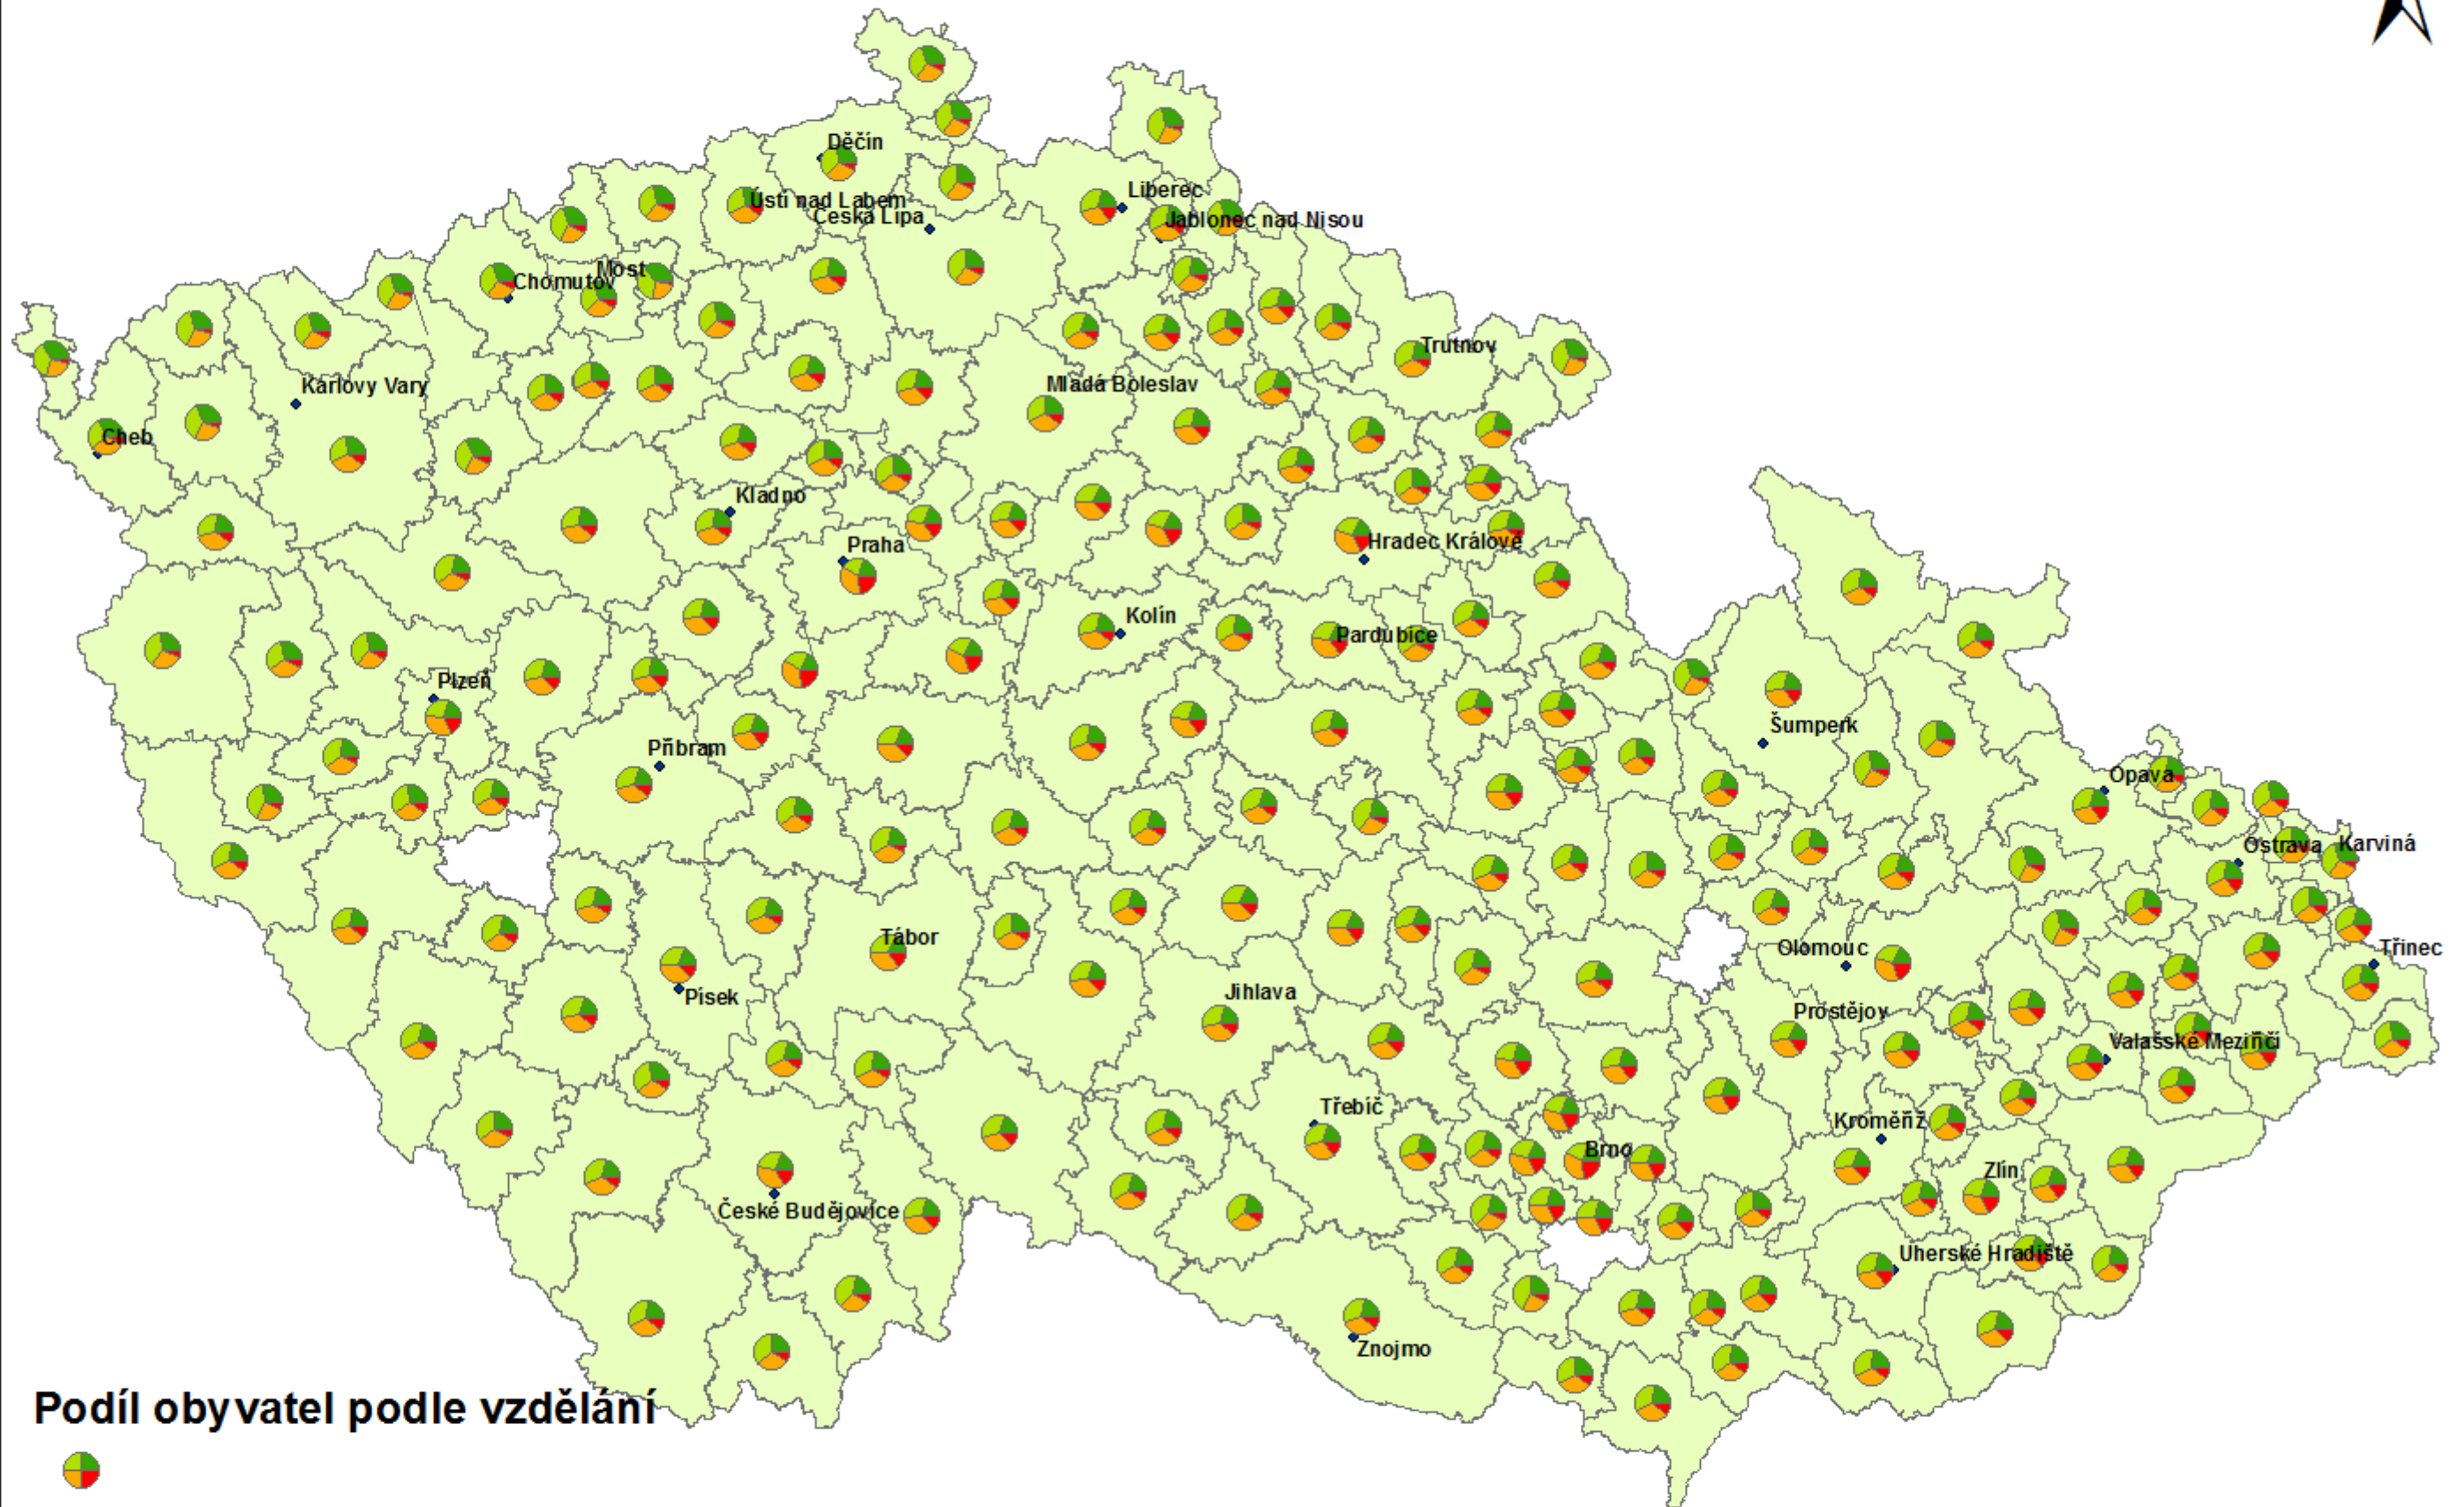 Děčín
Liberec
Ústí nad Labem
Česká Lípa
Jablonec nad Nisou
Most
Chomutov
Trutnov
Karlovy Vary
Mladá Boleslav
Cheb
Kladno
Hradec Králové
Praha
Kolín
Pardubice
Plzeň
Šumperk
Příbram
Opava
Ostrava
Karviná
Tábor
Olomouc
Třinec
Písek
Jihlava
Prostějov
Valašské Meziříčí
Třebíč
Kroměříž
Brno
Zlín
České Budějovice
Uherské Hradiště
Znojmo
Podíl obyvatel podle vzdělání